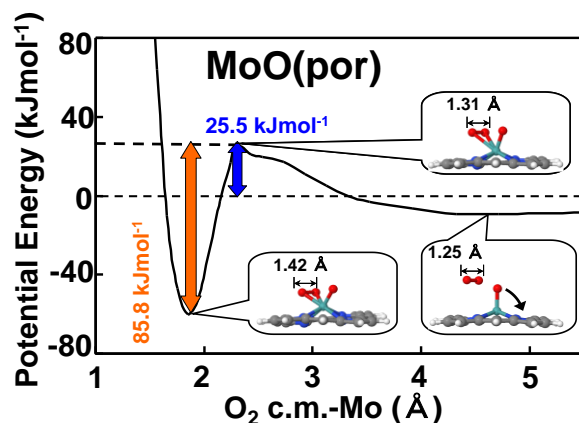 MoO(por)
Potential Energy (kJmol⁻¹)
80
40
0
-40
-80
25.5 kJmol⁻¹
85.8 kJmol⁻¹
1.31 Å
1.42 Å
1.25 Å
1
2
3
4
5
O₂ c.m.-Mo (Å)